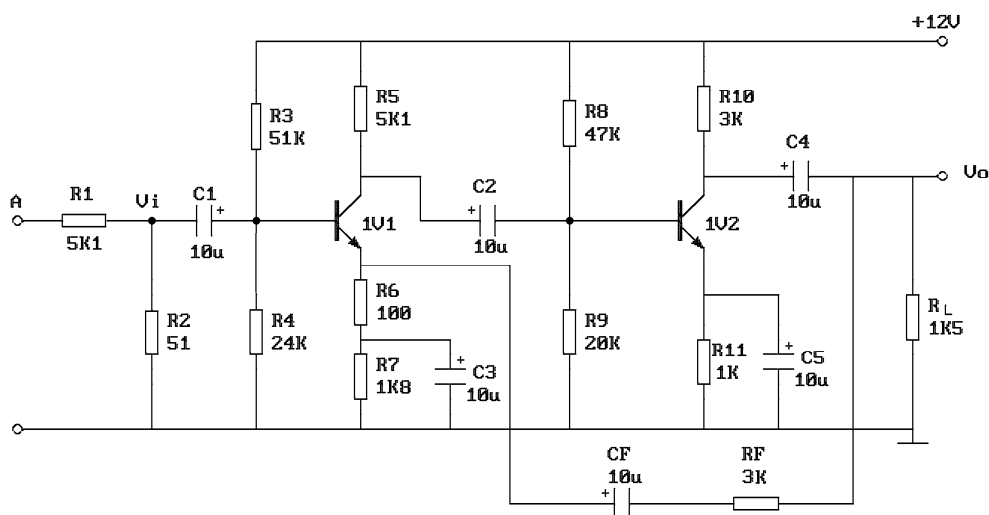 +12V
R3
51K
R5
5K1
R8
47K
R10
3K
C4
+
10u
Vo
A
R1
5K1
Vi
C1
+
10u
1V1
C2
+
10u
1V2
R2
51
R4
24K
R6
100
R7
1K8
+
C3
10u
R9
20K
R11
1K
+
C5
10u
RL
1K5
CF
10u
+
RF
3K